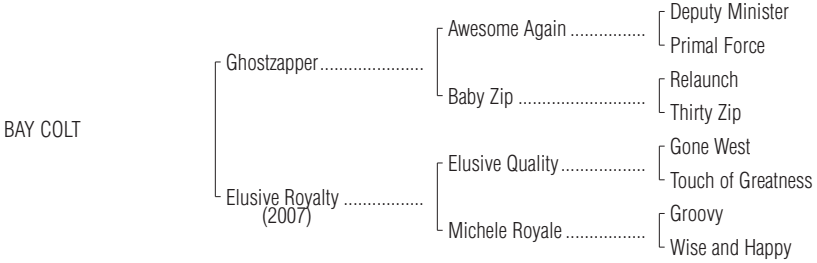 Deputy Minister
Awesome Again ................
Primal Force
Ghostzapper......................
Relaunch
Baby Zip ...........................
Thirty Zip
BAY COLT
Gone West
Elusive Quality..................
Touch of Greatness
Elusive Royalty .................
(2007)
Groovy
Michele Royale .................
Wise and Happy